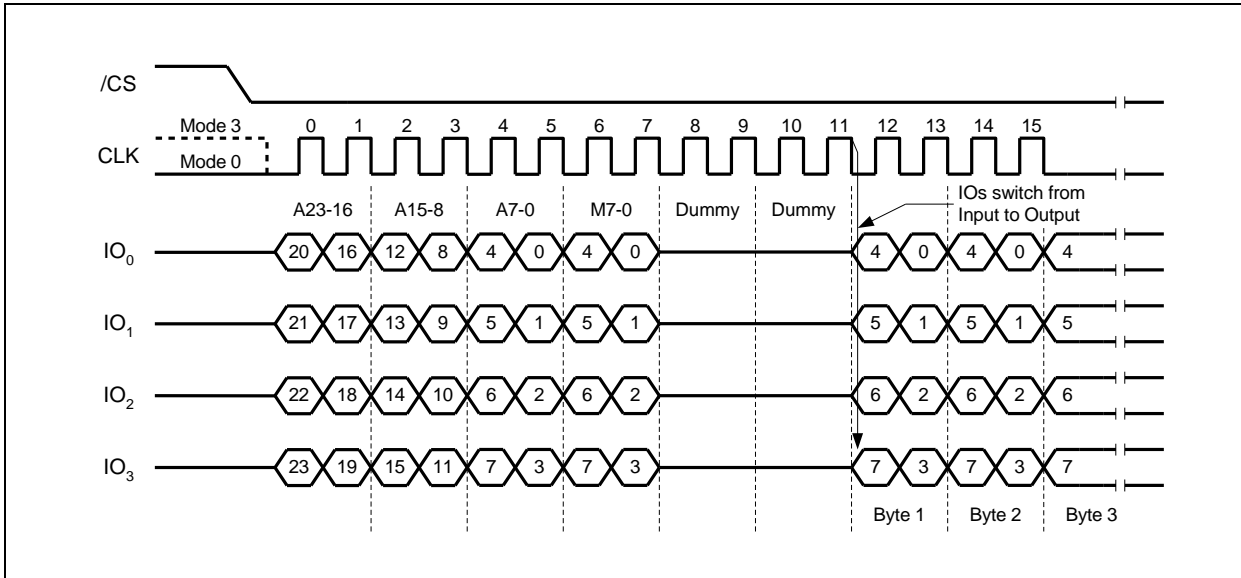 /CS
Mode 3 0 1 2 3 4 5 6 7 8 9 10 11 12 13 14 15
CLK
Mode 0
A23-16 A15-8 A7-0 M7-0 Dummy Dummy
IOs switch from
Input to Output
IO0 20 16 12 8 4 0 4 0 4 0 4 0 4
IO1 21 17 13 9 5 1 5 1 5 1 5 1 5
IO2 22 18 14 10 6 2 6 2 6 2 6 2 6
IO3 23 19 15 11 7 3 7 3 7 3 7 3 7
Byte 1 Byte 2 Byte 3